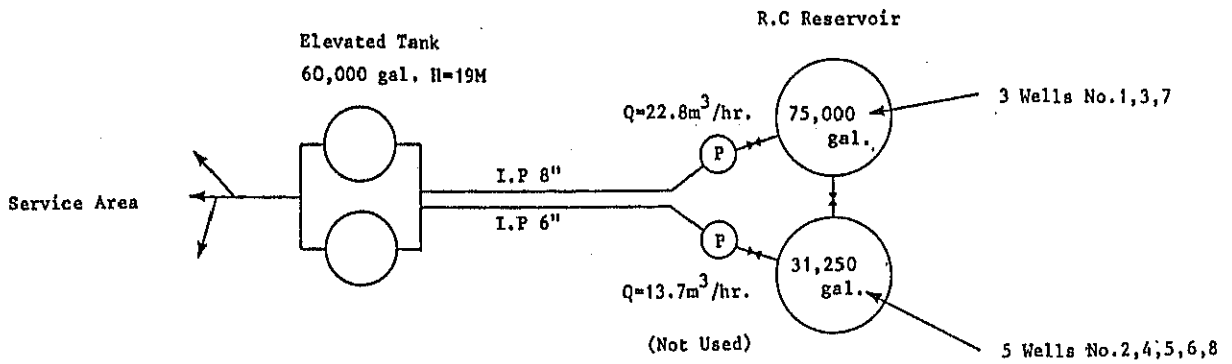 R.C Reservoir
Elevated Tank
60,000 gal. H=19M
3 Wells No.1,3,7
Q=22.8m³/hr.
75,000
gal.
P
I.P 8"
Service Area
I.P 6"
P
31,250
gal.
Q=13.7m³/hr.
(Not Used)
5 Wells No.2,4,5,6,8